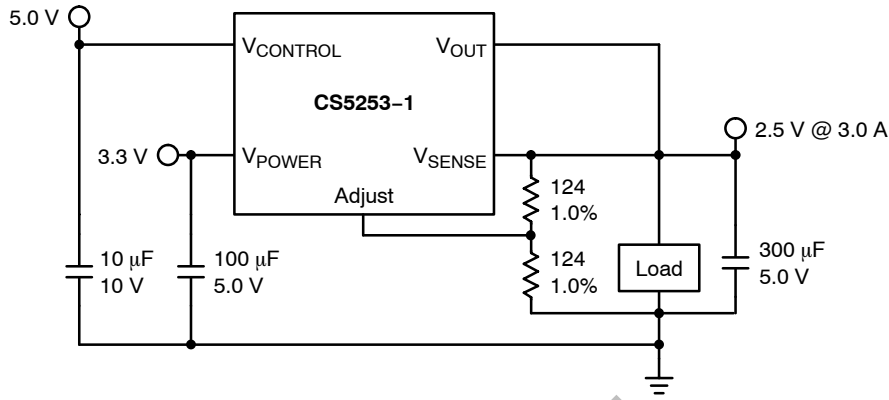 5.0 V
VCONTROL
VOUT
CS5253−1
2.5 V @ 3.0 A
3.3 V
VPOWER
VSENSE
Adjust
124
1.0%
10 μF
10 V
100 μF
5.0 V
124
1.0%
Load
300 μF
5.0 V